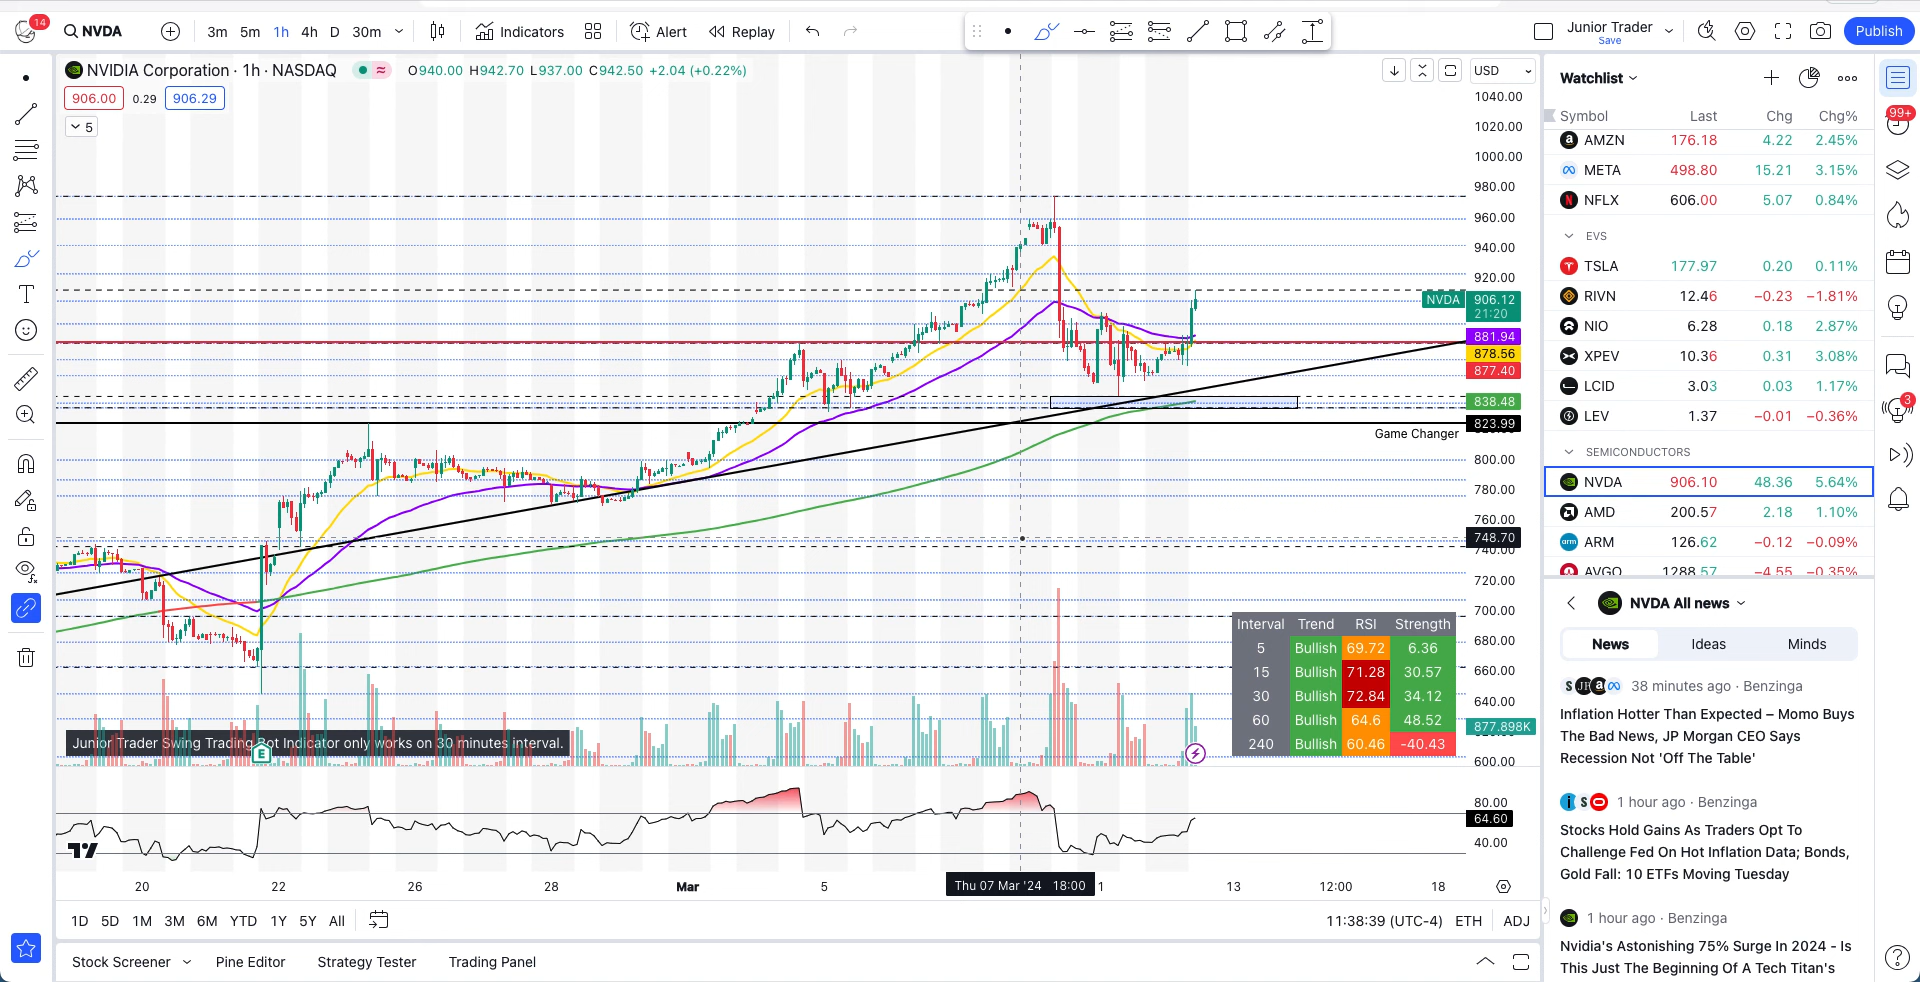 14
NVDA
3m 5m 1h 4h D 30m
Indicators
Alert
Replay
Junior Trader
Save
Publish
NVIDIA Corporation · 1h · NASDAQ
O940.00 H942.70 L937.00 C942.50 +2.04 (+0.22%)
906.00 0.29 906.29
5
USD
1040.00
1020.00
1000.00
980.00
960.00
940.00
920.00
NVDA 906.12
21:20
881.94
878.56
877.40
838.48
823.99
Game Changer
800.00
780.00
760.00
748.70
740.00
720.00
700.00
680.00
660.00
640.00
877.898K
600.00
Interval Trend RSI Strength
5 Bullish 69.72 6.36
15 Bullish 71.28 30.57
30 Bullish 72.84 34.12
60 Bullish 64.6 48.52
240 Bullish 60.46 -40.43
Junior Trader Swing Trading Bot Indicator only works on 30 minutes interval.
E
80.00
64.60
40.00
20 22 26 28 Mar 5 Thu 07 Mar '24 18:00 1 13 12:00 18
1D 5D 1M 3M 6M YTD 1Y 5Y All
11:38:39 (UTC-4) ETH ADJ
Stock Screener Pine Editor Strategy Tester Trading Panel
Watchlist
Symbol Last Chg Chg%
AMZN 176.18 4.22 2.45%
META 498.80 15.21 3.15%
NFLX 606.00 5.07 0.84%
EVS
TSLA 177.97 0.20 0.11%
RIVN 12.46 −0.23 −1.81%
NIO 6.28 0.18 2.87%
XPEV 10.36 0.31 3.08%
LCID 3.03 0.03 1.17%
LEV 1.37 −0.01 −0.36%
SEMICONDUCTORS
NVDA 906.10 48.36 5.64%
AMD 200.57 2.18 1.10%
arm ARM 126.62 −0.12 −0.09%
AVGO 1288.57 −4.55 −0.35%
NVDA All news
News Ideas Minds
38 minutes ago · Benzinga
Inflation Hotter Than Expected – Momo Buys
The Bad News, JP Morgan CEO Says
Recession Not 'Off The Table'
1 hour ago · Benzinga
Stocks Hold Gains As Traders Opt To
Challenge Fed On Hot Inflation Data; Bonds,
Gold Fall: 10 ETFs Moving Tuesday
1 hour ago · Benzinga
Nvidia's Astonishing 75% Surge In 2024 - Is
This Just The Beginning Of A Tech Titan's
99+
3